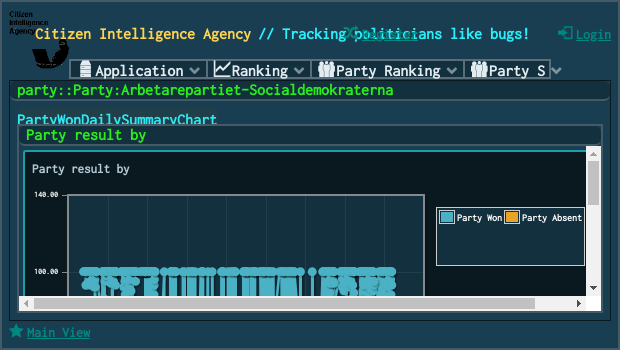 Citizen
Intelligence
Agency
Citizen Intelligence Agency // Tracking politicians like bugs!
Register
Login
Application
Ranking
Party Ranking
Party S
party::Party:Arbetarepartiet-Socialdemokraterna
PartyWonDailySummaryChart
Party result by
Party result by
140.00
Party Won
Party Absent
100.00
Main View